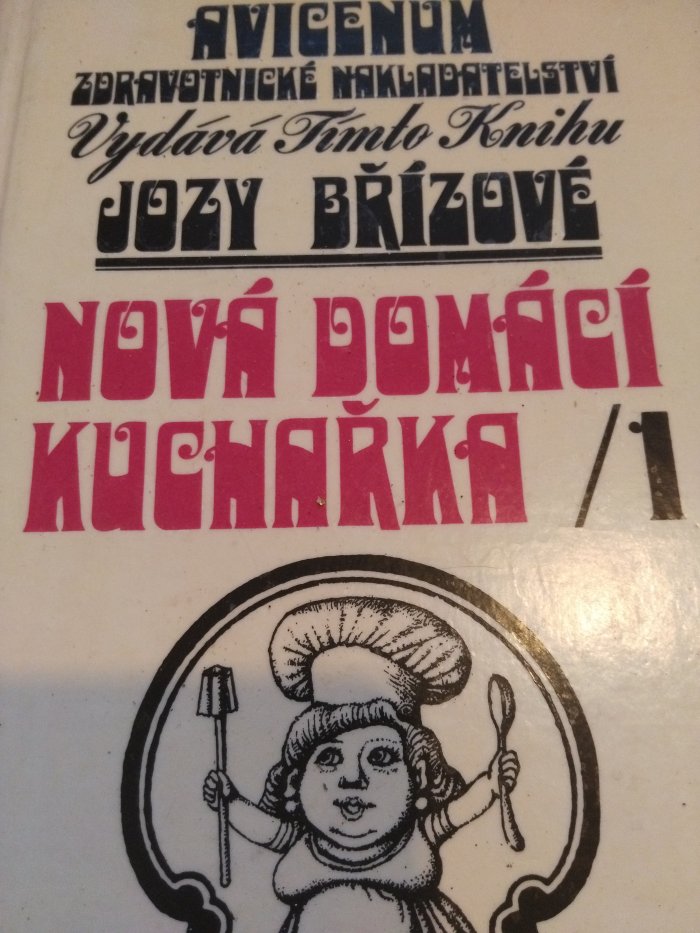 AVICENUM
ZDRAVOTNICKÉ NAKLADATELSTVÍ
Vydává Tímto Knihu
JOZY BŘÍZOVÉ
NOVÁ DOMÁCÍ
KUCHAŘKA /1